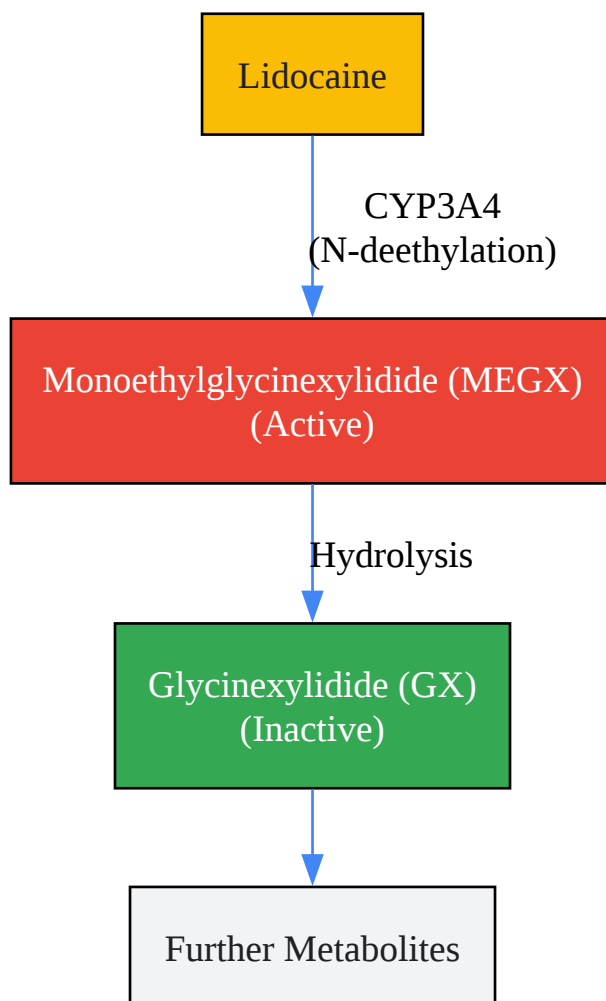 Lidocaine
CYP3A4
(N-deethylation)
Monoethylglycinexylidide (MEGX)
(Active)
Hydrolysis
Glycinexylidide (GX)
(Inactive)
Further Metabolites